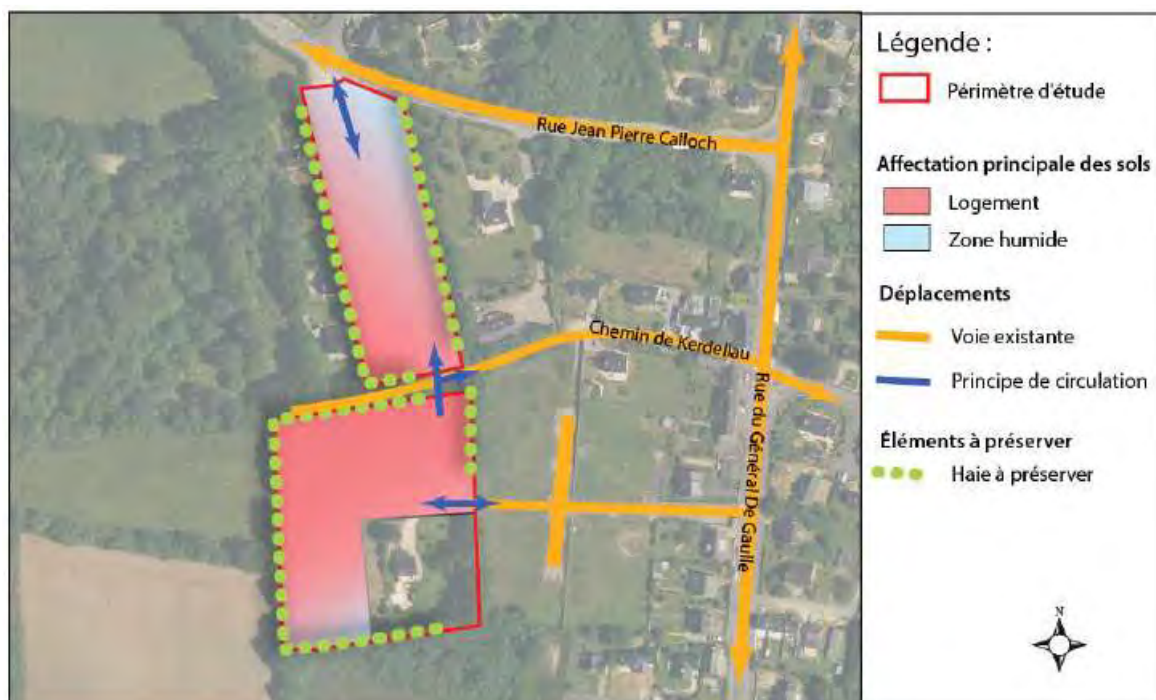 Rue Jean Pierre Calloch
Chemin de Kerdellau
Rue du Général De Gaulle
Légende :
Périmètre d'étude
Affectation principale des sols
Logement
Zone humide
Déplacements
Voie existante
Principe de circulation
Éléments à préserver
Haie à préserver
N